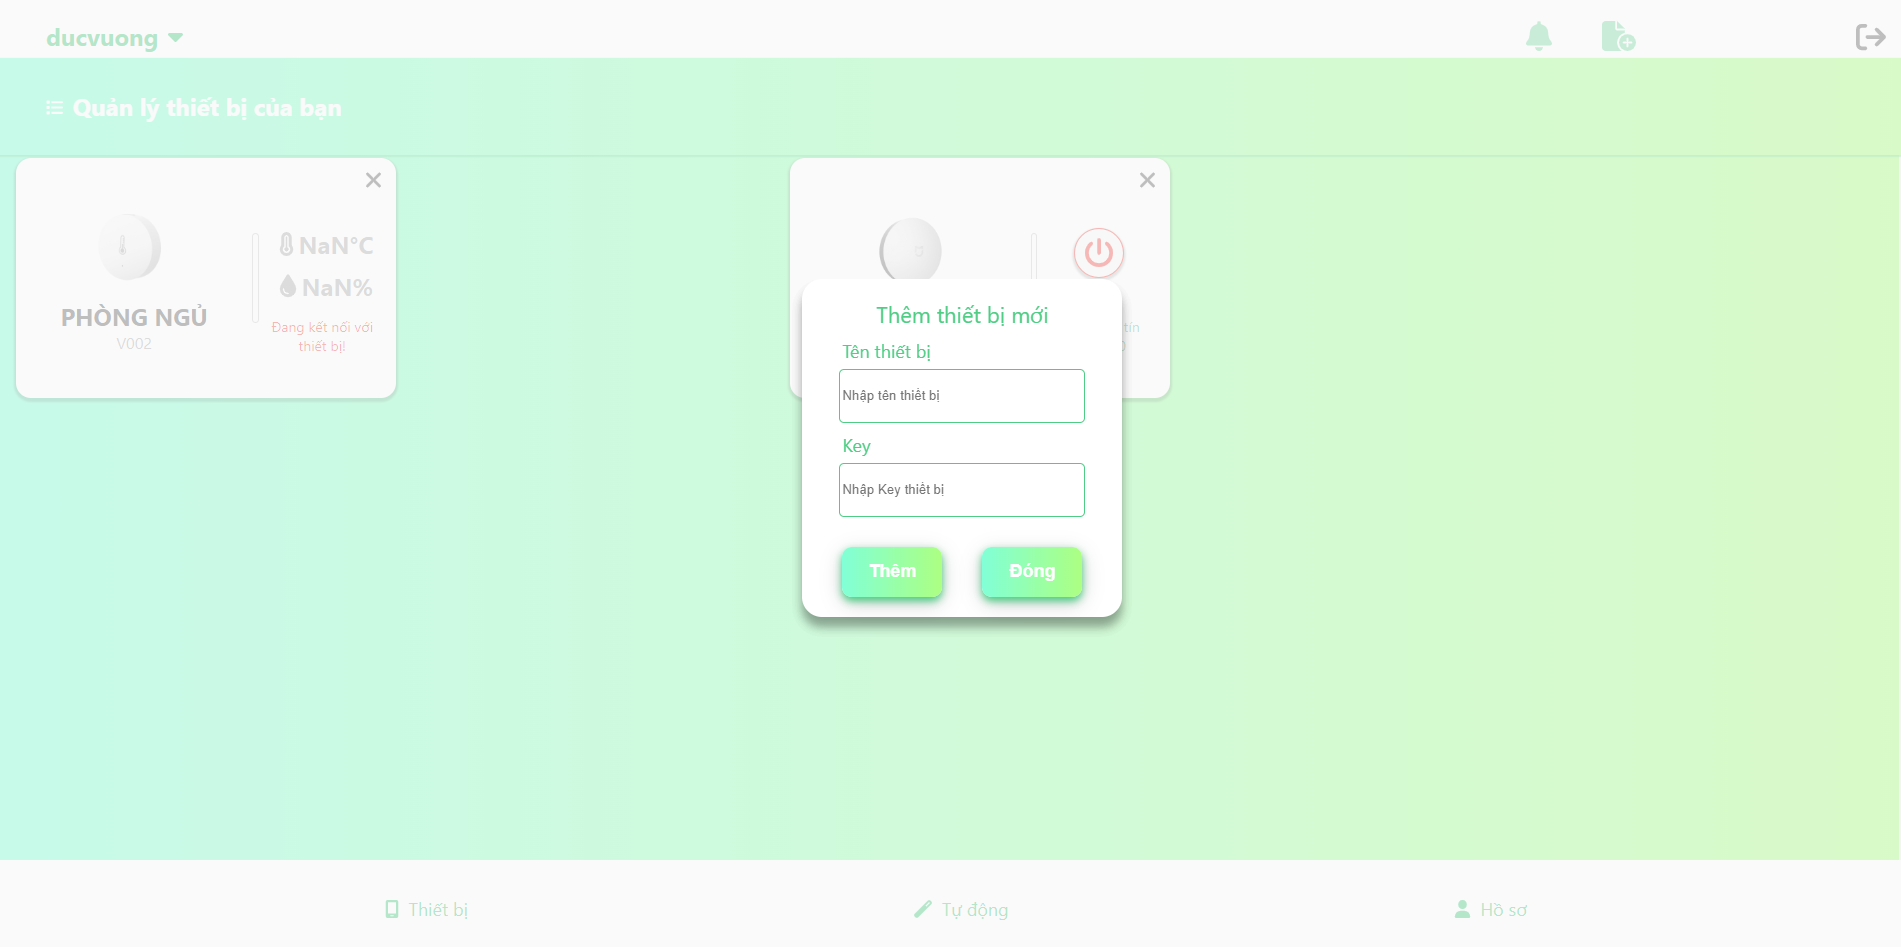 ducvuong
Quản lý thiết bị của bạn
NaN°C
NaN%
PHÒNG NGỦ
V002
Đang kết nối với
thiết bị!
tín
Thêm thiết bị mới
Tên thiết bị
Nhập tên thiết bị
Key
Nhập Key thiết bị
Thêm
Đóng
Thiết bị
Tự động
Hồ sơ